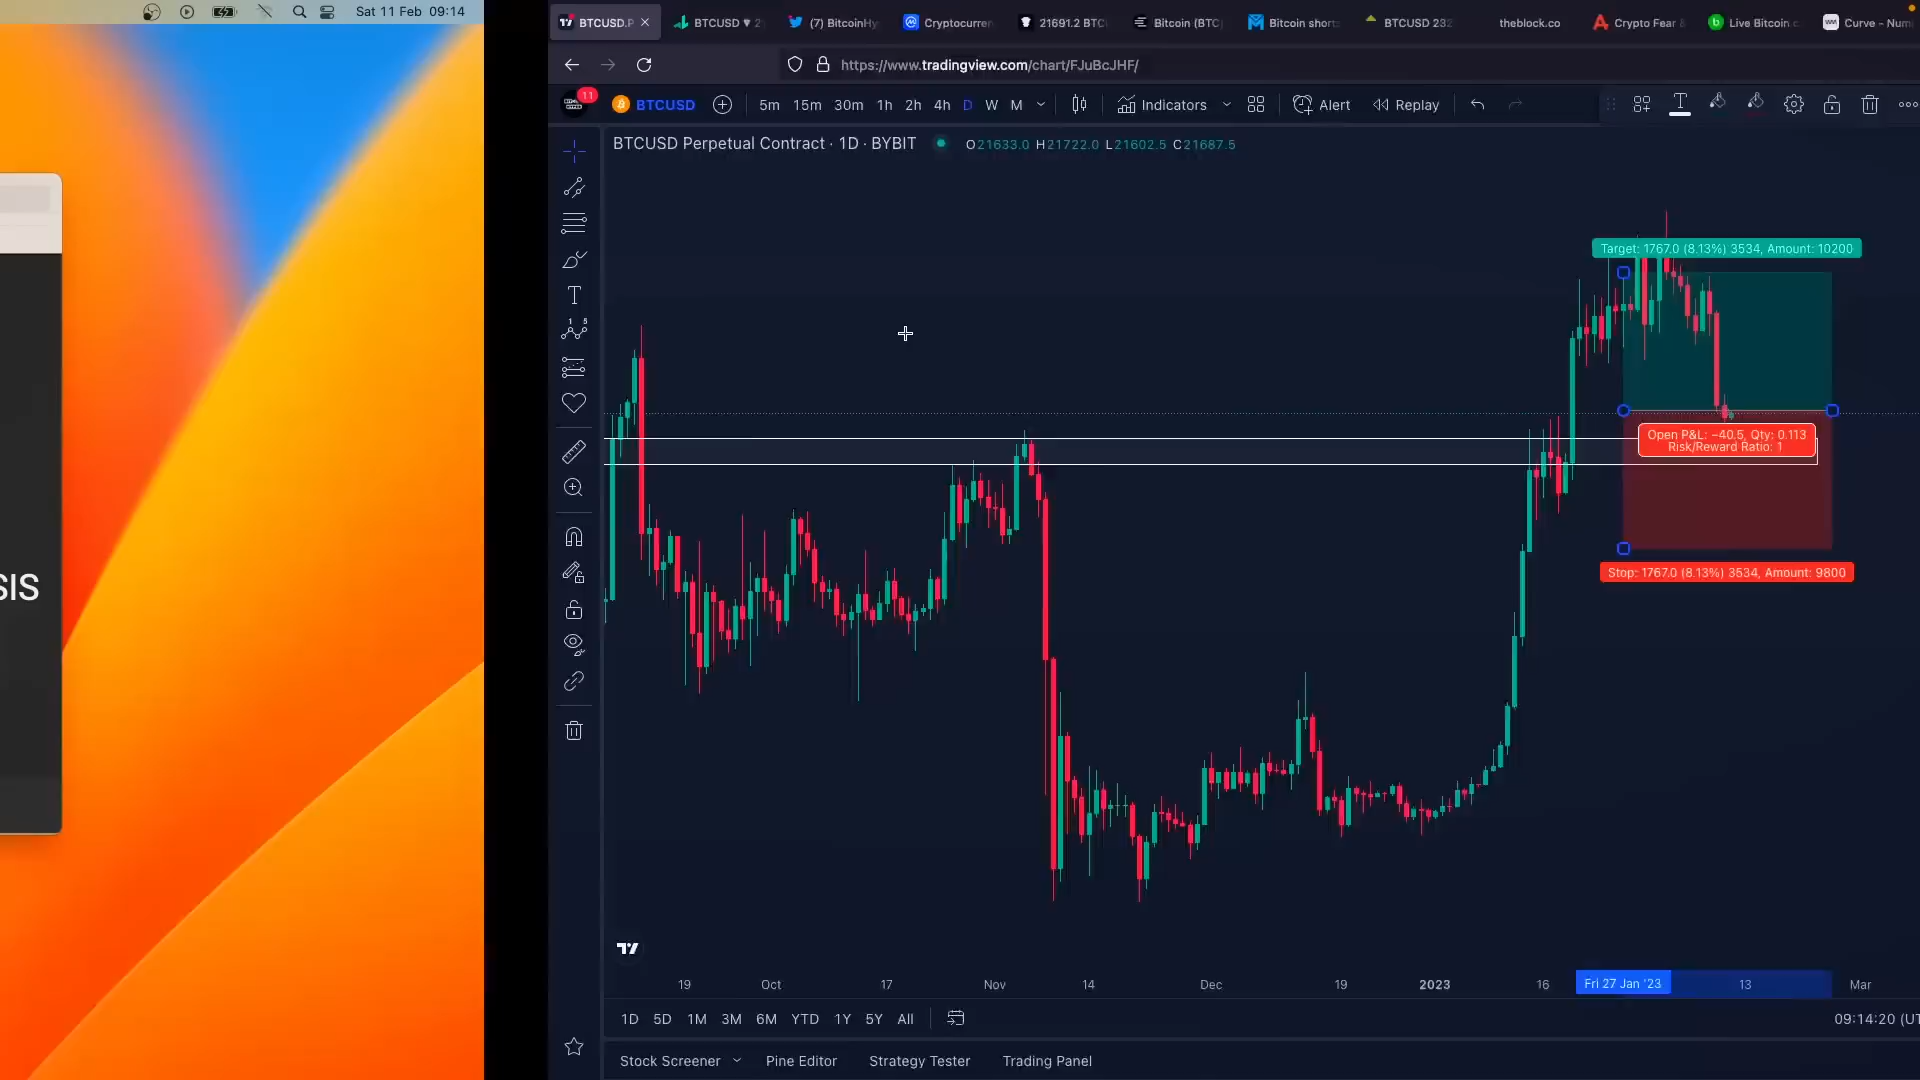 Sat 11 Feb 09:14
SIS
BTCUSD.P
BTCUSD ▼ 2
(7) BitcoinHy
Cryptocurren
21691.2 BTC
Bitcoin (BTC)
Bitcoin short
BTCUSD 232
theblock.co
Crypto Fear &
Live Bitcoin c
Curve - Num
https://www.tradingview.com/chart/FJuBcJHF/
11
BTCUSD
5m 15m 30m 1h 2h 4h D W M
Indicators
Alert
Replay
BTCUSD Perpetual Contract · 1D · BYBIT
O21633.0 H21722.0 L21602.5 C21687.5
Target: 1767.0 (8.13%) 3534, Amount: 10200
Open P&L: −40.5, Qty: 0.113
Risk/Reward Ratio: 1
Stop: 1767.0 (8.13%) 3534, Amount: 9800
19 Oct 17 Nov 14 Dec 19 2023 16 Fri 27 Jan '23 13 Mar
1D 5D 1M 3M 6M YTD 1Y 5Y All
09:14:20 (UT
Stock Screener
Pine Editor
Strategy Tester
Trading Panel